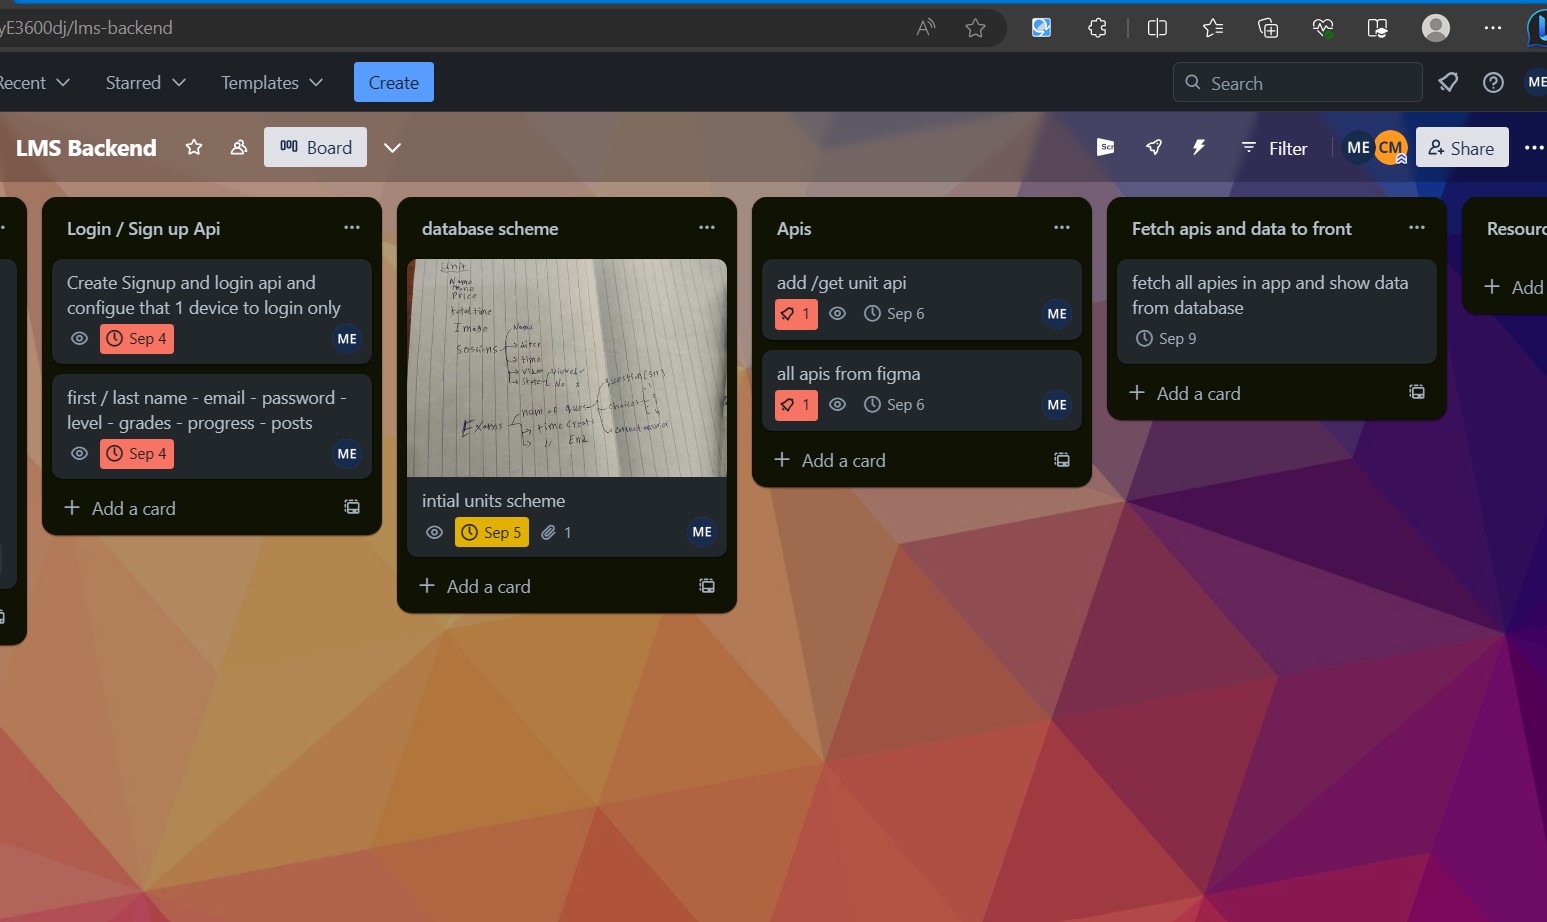 yE3600dj/lms-backend
Recent
Starred
Templates
Create
Search
ME
LMS Backend
Board
Filter
ME
CM
Share
Login / Sign up Api
Create Signup and login api and
configue that 1 device to login only
Sep 4
ME
first / last name - email - password -
level - grades - progress - posts
Sep 4
ME
Add a card
database scheme
Unit
Name
Price
total time
Image
Sessions
Name
time
Exams
time
End
intial units scheme
Sep 5
1
ME
Add a card
Apis
add /get unit api
1
Sep 6
ME
all apis from figma
1
Sep 6
ME
Add a card
Fetch apis and data to front
fetch all apies in app and show data
from database
Sep 9
Add a card
Resourc
Add